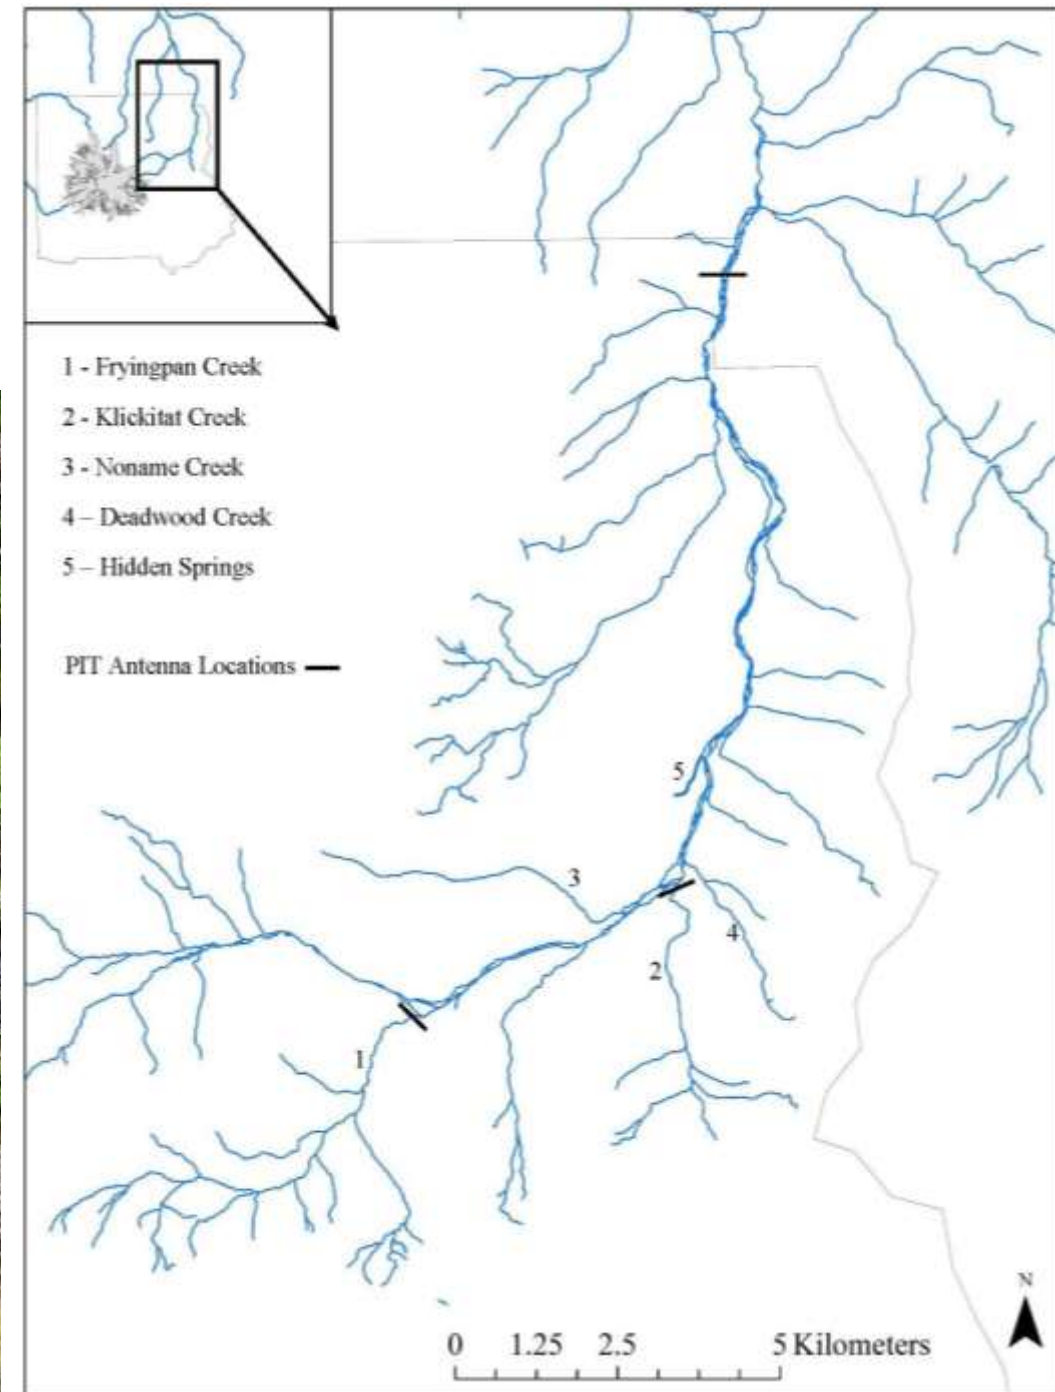 1 - Fryingpan Creek
2 - Klickitat Creek
3 - Noname Creek
4 – Deadwood Creek
5 – Hidden Springs
PIT Antenna Locations
5
3
4
2
1
N
0 1.25 2.5 5 Kilometers